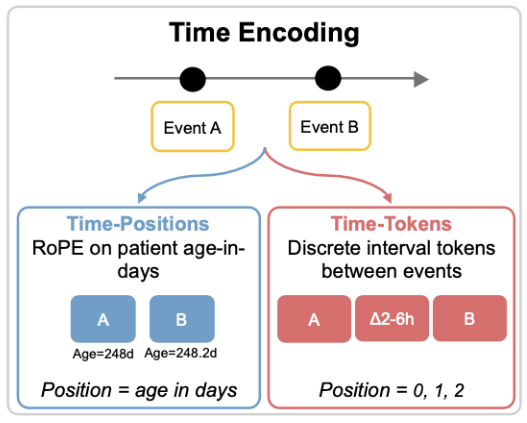 Time Encoding
Event A
Event B
Time-Positions
RoPE on patient age-in-
days
A
B
Age=248d
Age=248.2d
Position = age in days
Time-Tokens
Discrete interval tokens
between events
A
Δ2-6h
B
Position = 0, 1, 2